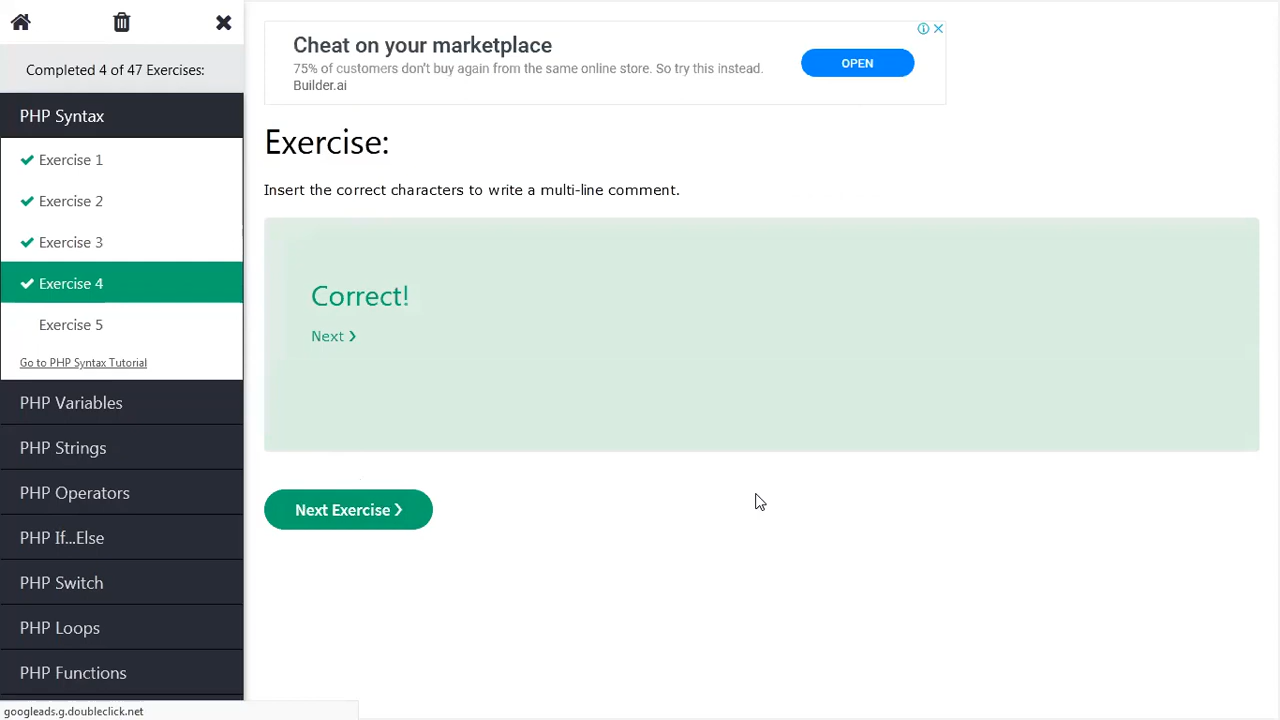 Completed 4 of 47 Exercises:
PHP Syntax
Exercise 1
Exercise 2
Exercise 3
Exercise 4
Exercise 5
Go to PHP Syntax Tutorial
PHP Variables
PHP Strings
PHP Operators
PHP If...Else
PHP Switch
PHP Loops
PHP Functions
googleads.g.doubleclick.net
Cheat on your marketplace
75% of customers don't buy again from the same online store. So try this instead.
Builder.ai
OPEN
Exercise:
Insert the correct characters to write a multi-line comment.
Correct!
Next ❯
Next Exercise ❯